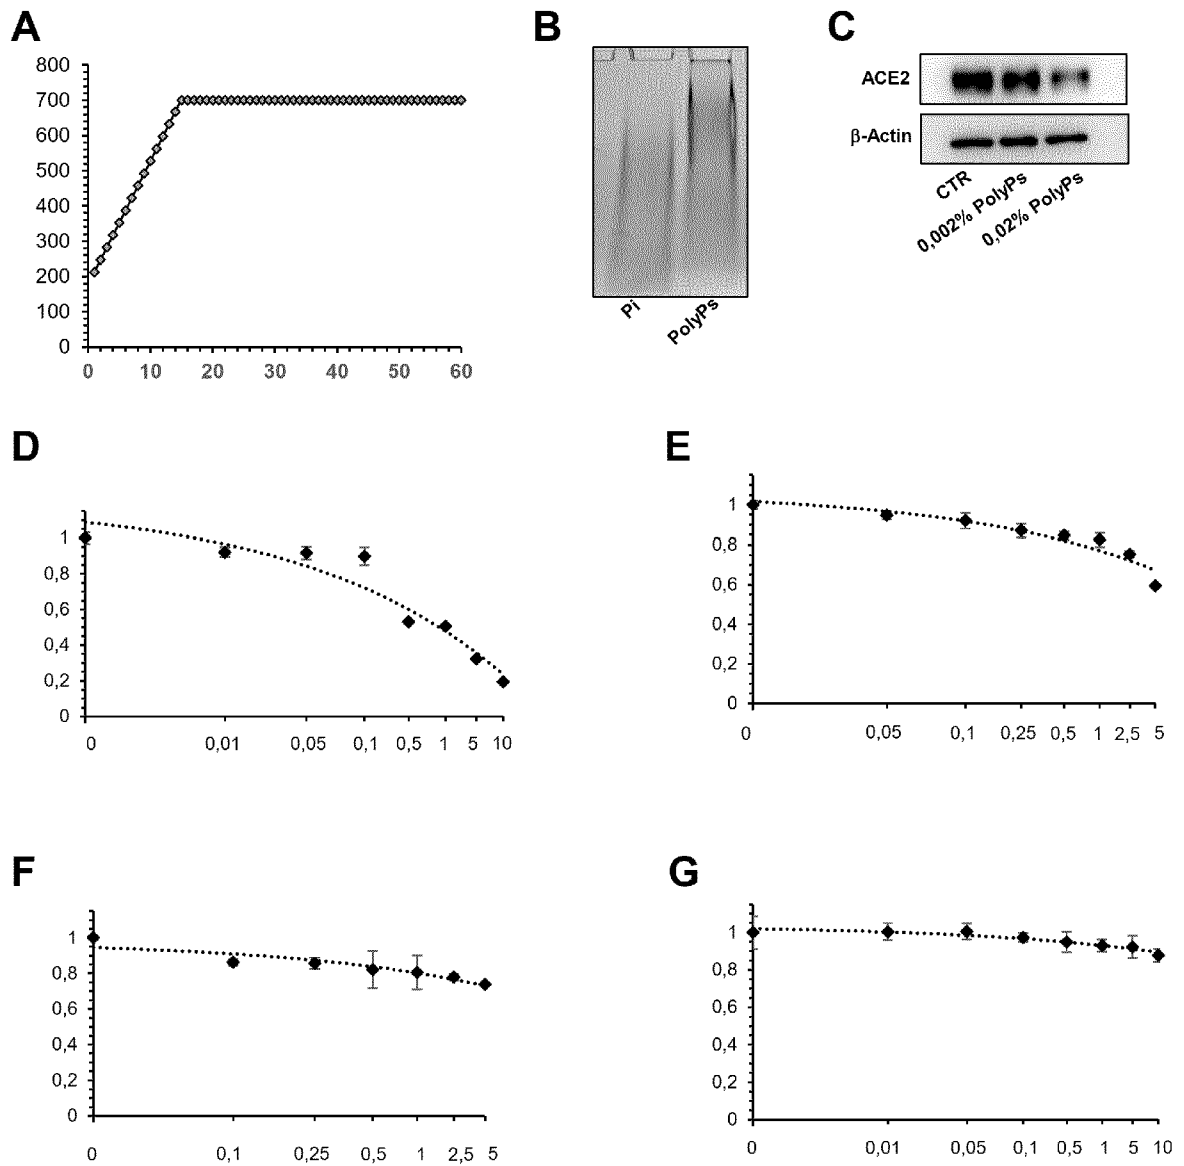 A
800
700
600
500
400
300
200
100
0
0 10 20 30 40 50 60
B
Pi
PolyPs
C
ACE2
β-Actin
CTR
0,002% PolyPs
0,02% PolyPs
D
1
0,8
0,6
0,4
0,2
0
0 0,01 0,05 0,1 0,5 1 5 10
E
1
0,8
0,6
0,4
0,2
0
0 0,05 0,1 0,25 0,5 1 2,5 5
F
1
0,8
0,6
0,4
0,2
0
0 0,1 0,25 0,5 1 2,5 5
G
1
0,8
0,6
0,4
0,2
0
0 0,01 0,05 0,1 0,5 1 5 10